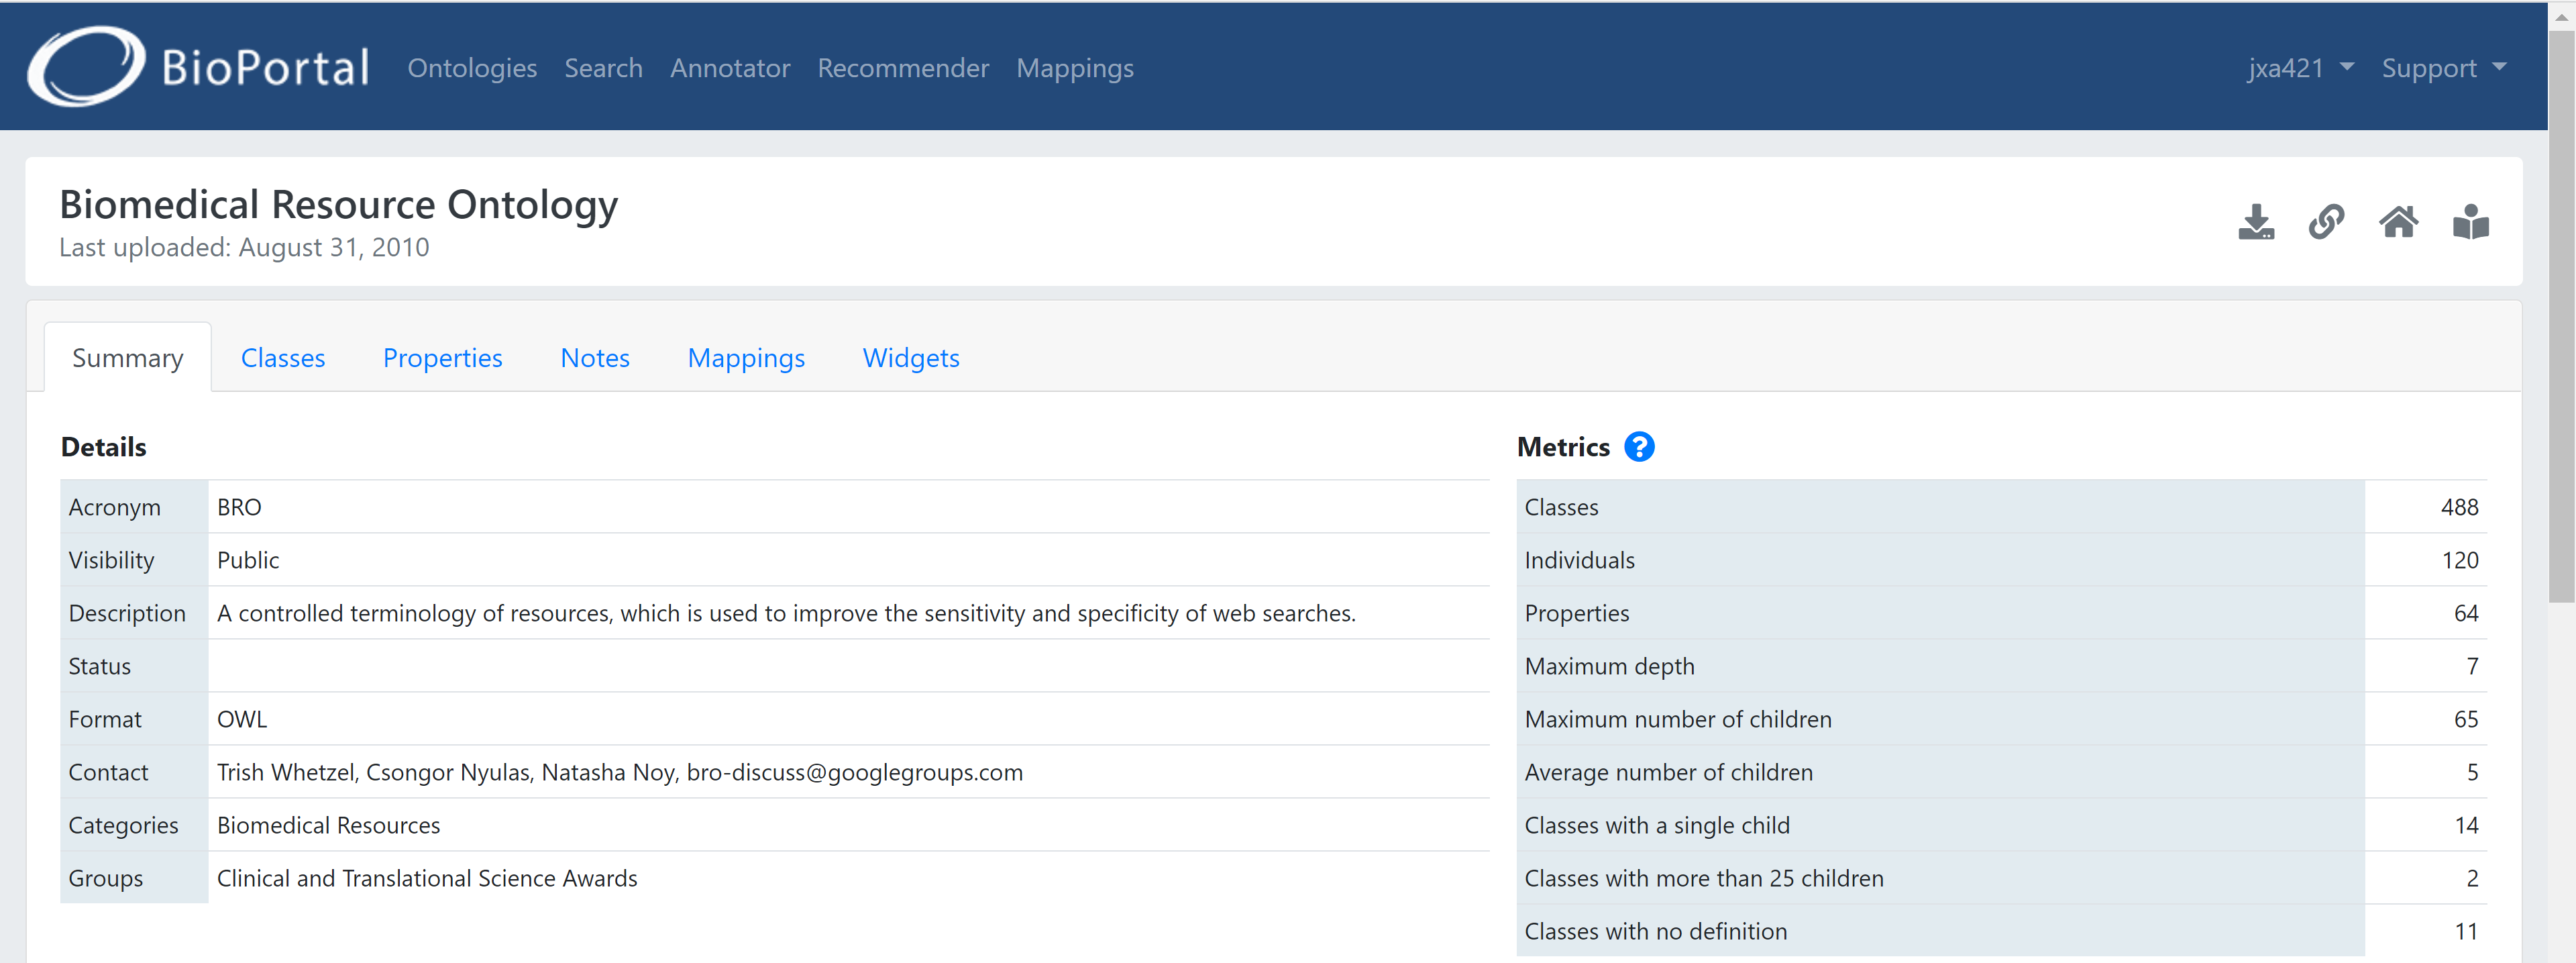 BioPortal Ontologies Search Annotator Recommender Mappings jxa421 Support
Biomedical Resource Ontology
Last uploaded: August 31, 2010
Summary Classes Properties Notes Mappings Widgets
Details
Acronym BRO
Visibility Public
Description A controlled terminology of resources, which is used to improve the sensitivity and specificity of web searches.
Status
Format OWL
Contact Trish Whetzel, Csongor Nyulas, Natasha Noy, bro-discuss@googlegroups.com
Categories Biomedical Resources
Groups Clinical and Translational Science Awards
Metrics ?
Classes 488
Individuals 120
Properties 64
Maximum depth 7
Maximum number of children 65
Average number of children 5
Classes with a single child 14
Classes with more than 25 children 2
Classes with no definition 11